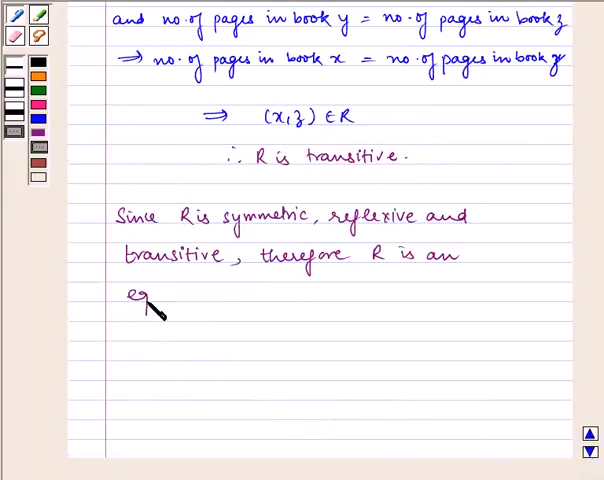 and no. of pages in book y = no. of pages in book z
⇒ no. of pages in book x = no. of pages in book z
⇒ (x, z) ∈ R
∴ R is transitive.
Since R is symmetric, reflexive and
transitive, therefore R is an
eq